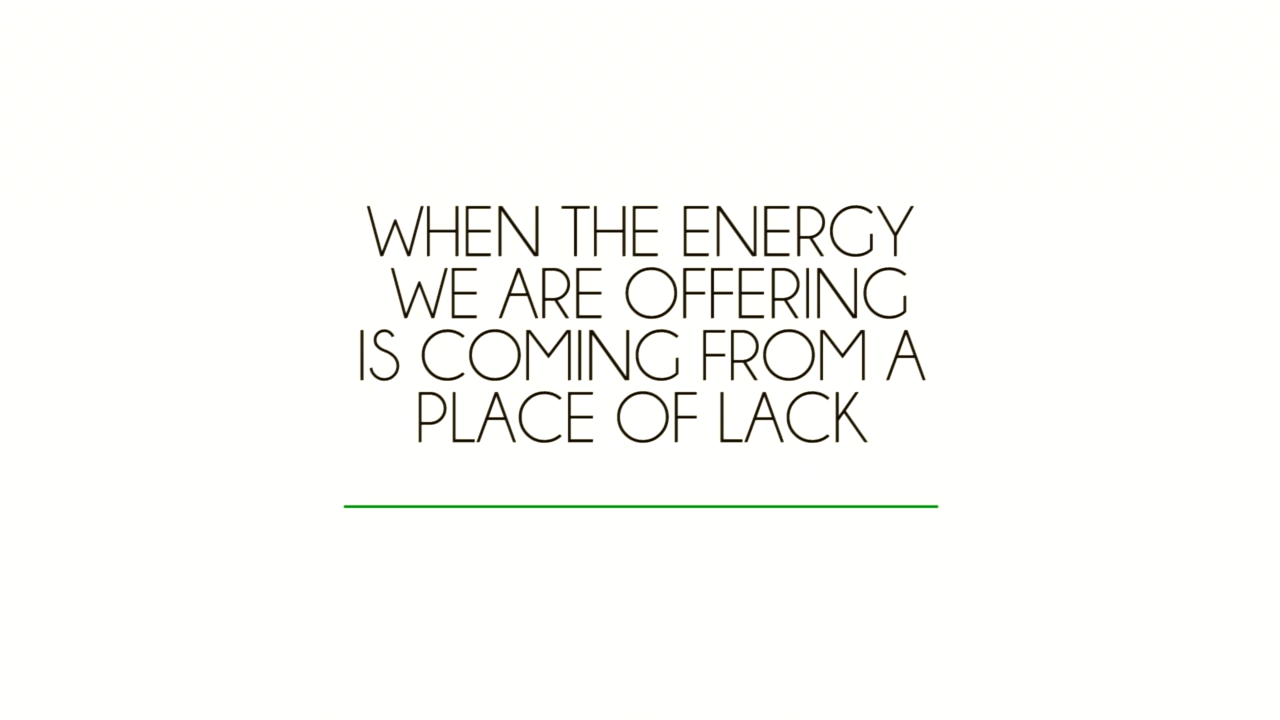 WHEN THE ENERGY
WE ARE OFFERING
IS COMING FROM A
PLACE OF LACK